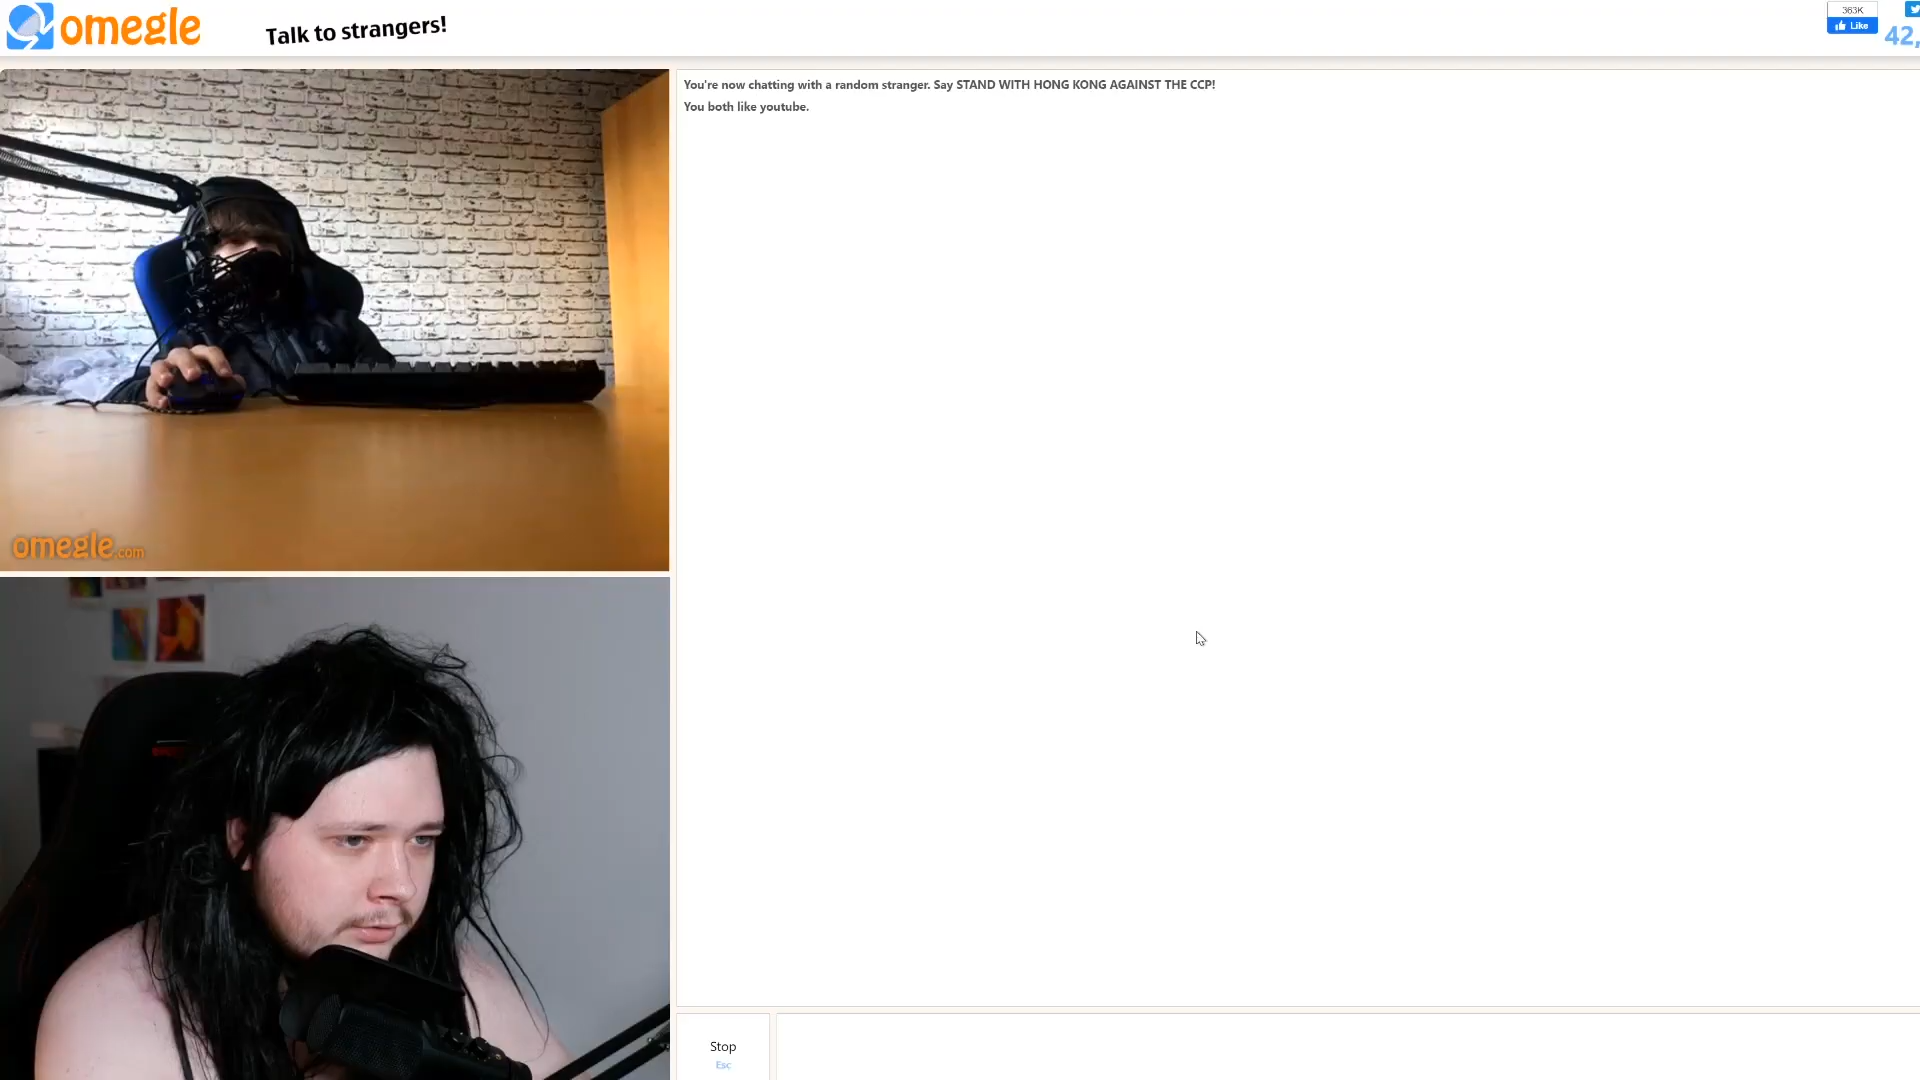 omegle
Talk to strangers!
363K
Like
42,
You're now chatting with a random stranger. Say STAND WITH HONG KONG AGAINST THE CCP!
You both like youtube.
omegle.com
Stop
Esc